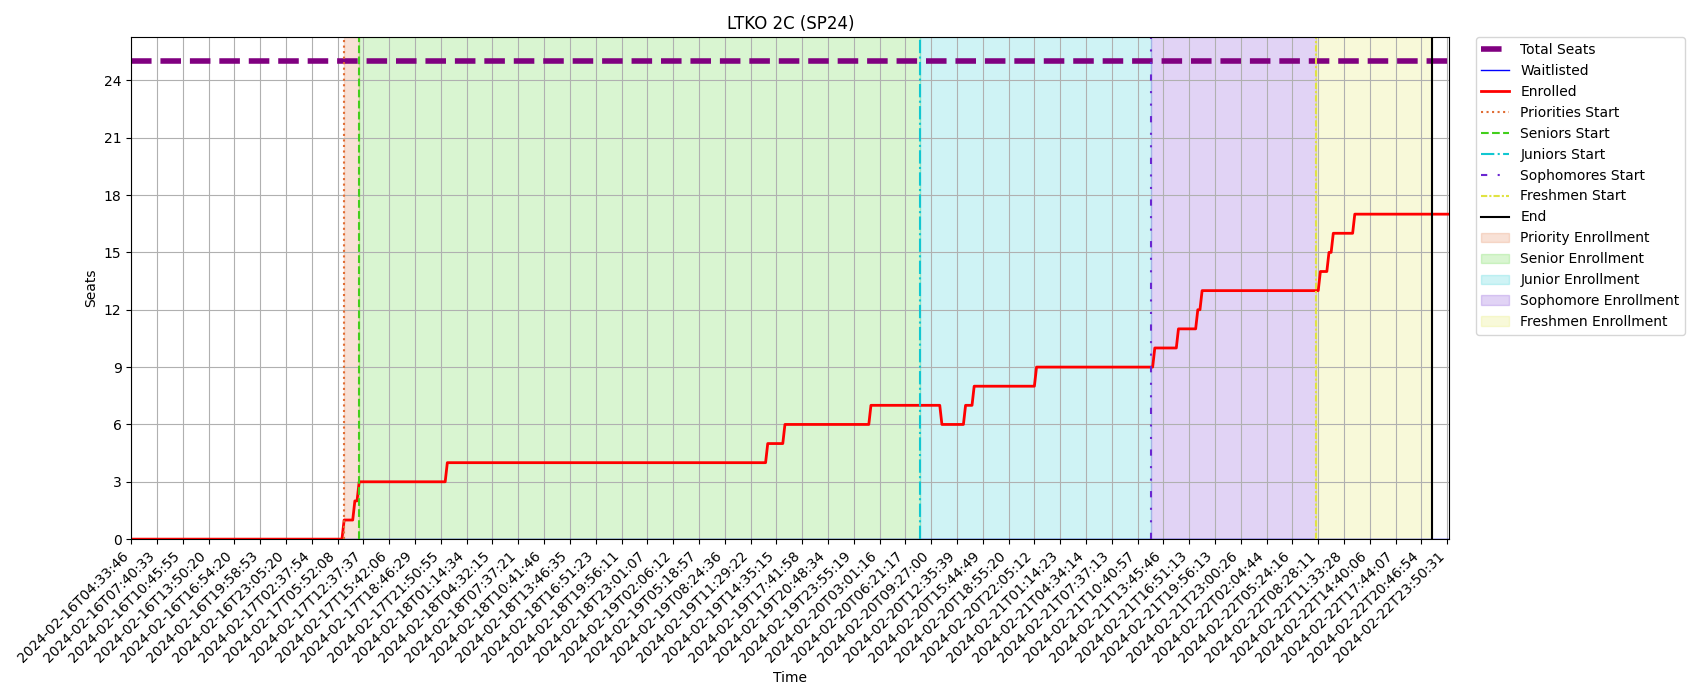 LTKO 2C (SP24)
Seats
24
21
18
15
12
9
6
3
0
2024-02-16T04:33:46
2024-02-16T07:40:33
2024-02-16T10:45:55
2024-02-16T13:50:20
2024-02-16T16:54:20
2024-02-16T19:58:53
2024-02-16T23:05:20
2024-02-17T02:37:54
2024-02-17T05:52:08
2024-02-17T12:37:37
2024-02-17T15:42:06
2024-02-17T18:46:29
2024-02-17T21:50:55
2024-02-18T01:14:34
2024-02-18T04:32:15
2024-02-18T07:37:21
2024-02-18T10:41:46
2024-02-18T13:46:35
2024-02-18T16:51:23
2024-02-18T19:56:11
2024-02-18T23:01:07
2024-02-19T02:06:12
2024-02-19T05:18:57
2024-02-19T08:24:36
2024-02-19T11:29:22
2024-02-19T14:35:15
2024-02-19T17:41:58
2024-02-19T20:48:34
2024-02-19T23:55:19
2024-02-20T03:01:16
2024-02-20T06:21:17
2024-02-20T09:27:00
2024-02-20T12:35:39
2024-02-20T15:44:49
2024-02-20T18:55:20
2024-02-20T22:05:12
2024-02-21T01:14:23
2024-02-21T04:34:14
2024-02-21T07:37:13
2024-02-21T10:40:57
2024-02-21T13:45:46
2024-02-21T16:51:13
2024-02-21T19:56:13
2024-02-21T23:00:26
2024-02-22T02:04:44
2024-02-22T05:24:16
2024-02-22T08:28:11
2024-02-22T11:33:28
2024-02-22T14:40:06
2024-02-22T17:44:07
2024-02-22T20:46:54
2024-02-22T23:50:31
Time
Total Seats
Waitlisted
Enrolled
Priorities Start
Seniors Start
Juniors Start
Sophomores Start
Freshmen Start
End
Priority Enrollment
Senior Enrollment
Junior Enrollment
Sophomore Enrollment
Freshmen Enrollment